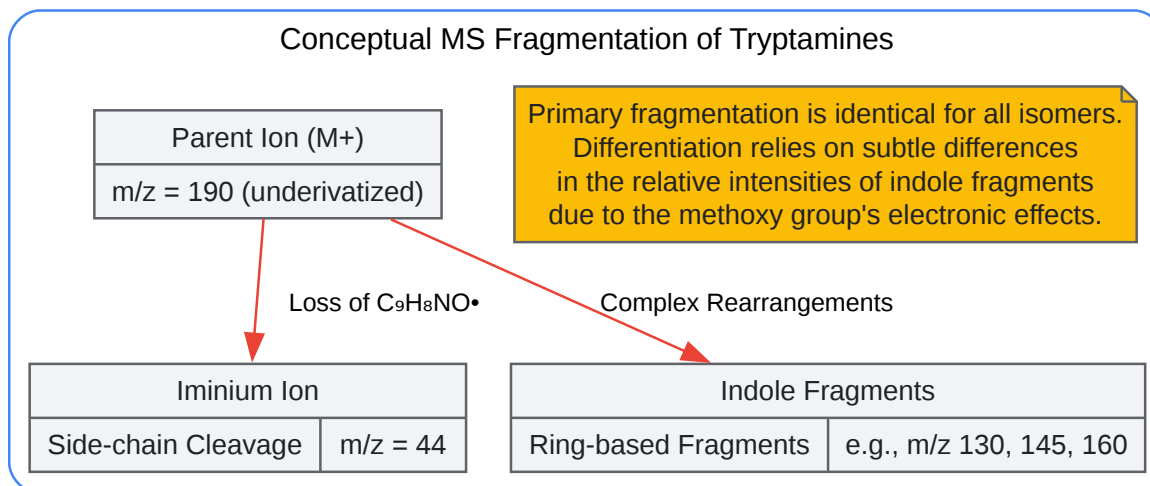 Conceptual MS Fragmentation of Tryptamines
Parent Ion (M+)
m/z = 190 (underivatized)
Primary fragmentation is identical for all isomers.
Differentiation relies on subtle differences
in the relative intensities of indole fragments
due to the methoxy group's electronic effects.
Loss of C₉H₈NO•
Complex Rearrangements
Iminium Ion
Side-chain Cleavage
m/z = 44
Indole Fragments
Ring-based Fragments
e.g., m/z 130, 145, 160